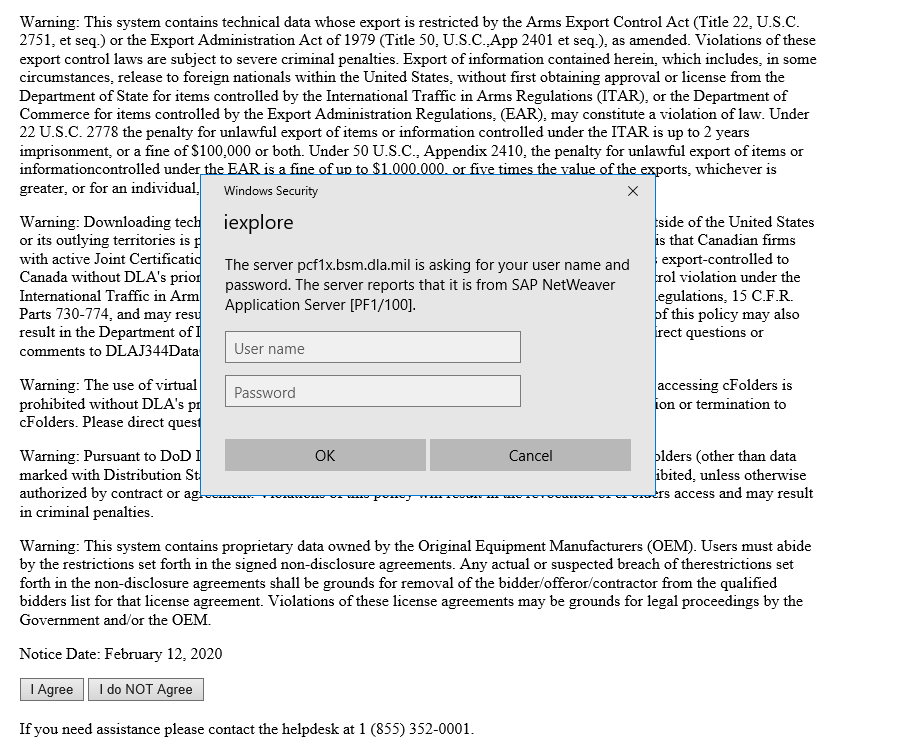 Warning: This system contains technical data whose export is restricted by the Arms Export Control Act (Title 22, U.S.C.
2751, et seq.) or the Export Administration Act of 1979 (Title 50, U.S.C.,App 2401 et seq.), as amended. Violations of these
export control laws are subject to severe criminal penalties. Export of information contained herein, which includes, in some
circumstances, release to foreign nationals within the United States, without first obtaining approval or license from the
Department of State for items controlled by the International Traffic in Arms Regulations (ITAR), or the Department of
Commerce for items controlled by the Export Administration Regulations, (EAR), may constitute a violation of law. Under
22 U.S.C. 2778 the penalty for unlawful export of items or information controlled under the ITAR is up to 2 years
imprisonment, or a fine of $100,000 or both. Under 50 U.S.C., Appendix 2410, the penalty for unlawful export of items or
informationcontrolled under the EAR is a fine of up to $1,000,000, or five times the value of the exports, whichever is
greater, or for an individual,
Warning: Downloading tech
tside of the United States
or its outlying territories is p
is that Canadian firms
with active Joint Certificatio
export-controlled to
Canada without DLA's prior
rol violation under the
International Traffic in Arm
egulations, 15 C.F.R.
Parts 730-774, and may resu
of this policy may also
result in the Department of
irect questions or
comments to DLAJ344Data
Warning: The use of virtual
accessing cFolders is
prohibited without DLA's pr
ion or termination to
cFolders. Please direct quest
Warning: Pursuant to DoD I
olders (other than data
marked with Distribution St
ibited, unless otherwise
authorized by contract or agreement. Violations of this policy will result in the revocation of cFolders access and may result
in criminal penalties.
Windows Security
iexplore
The server pcf1x.bsm.dla.mil is asking for your user name and
password. The server reports that it is from SAP NetWeaver
Application Server [PF1/100].
User name
Password
OK Cancel
Warning: This system contains proprietary data owned by the Original Equipment Manufacturers (OEM). Users must abide
by the restrictions set forth in the signed non-disclosure agreements. Any actual or suspected breach of therestrictions set
forth in the non-disclosure agreements shall be grounds for removal of the bidder/offeror/contractor from the qualified
bidders list for that license agreement. Violations of these license agreements may be grounds for legal proceedings by the
Government and/or the OEM.
Notice Date: February 12, 2020
I Agree I do NOT Agree
If you need assistance please contact the helpdesk at 1 (855) 352-0001.